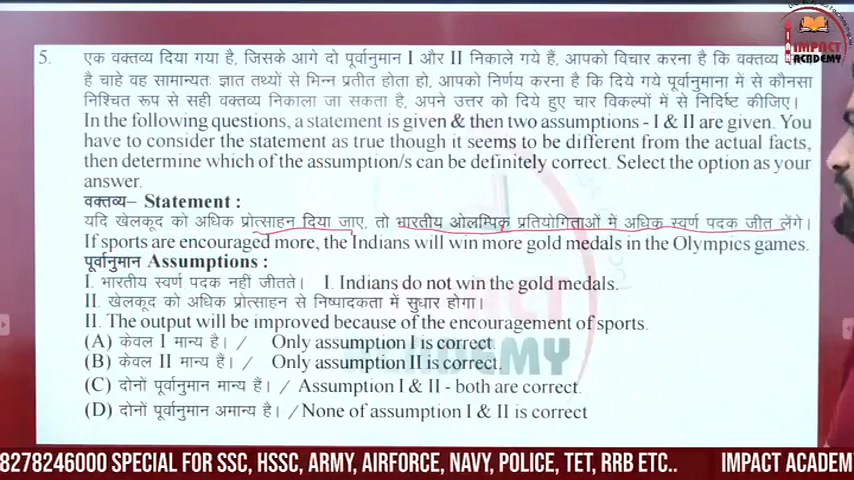 IMPACT
ACADEMY
5. एक वक्तव्य दिया गया है, जिसके आगे दो पूर्वानुमान I और II निकाले गये हैं, आपको विचार करना है कि वक्तव्य
है चाहे वह सामान्यतः ज्ञात तथ्यों से भिन्न प्रतीत होता हो, आपको निर्णय करना है कि दिये गये पूर्वानुमाना में से कौनसा
निश्चित रूप से सही वक्तव्य निकाला जा सकता है, अपने उत्तर को दिये हुए चार विकल्पों में से निर्दिष्ट कीजिए।
In the following questions, a statement is given & then two assumptions - I & II are given. You
have to consider the statement as true though it seems to be different from the actual facts,
then determine which of the assumption/s can be definitely correct. Select the option as your
answer.
वक्तव्य– Statement :
यदि खेलकूद को अधिक प्रोत्साहन दिया जाए, तो भारतीय ओलम्पिक प्रतियोगिताओं में अधिक स्वर्ण पदक जीत लेंगे।
If sports are encouraged more, the Indians will win more gold medals in the Olympics games.
पूर्वानुमान Assumptions :
I. भारतीय स्वर्ण पदक नहीं जीतते। I. Indians do not win the gold medals.
II. खेलकूद को अधिक प्रोत्साहन से निष्पादकता में सुधार होगा।
II. The output will be improved because of the encouragement of sports.
(A) केवल I मान्य है। / Only assumption I is correct
(B) केवल II मान्य है। / Only assumption II is correct.
(C) दोनों पूर्वानुमान मान्य हैं। / Assumption I & II - both are correct.
(D) दोनों पूर्वानुमान अमान्य है। / None of assumption I & II is correct
8278246000 SPECIAL FOR SSC, HSSC, ARMY, AIRFORCE, NAVY, POLICE, TET, RRB ETC.. IMPACT ACADEM